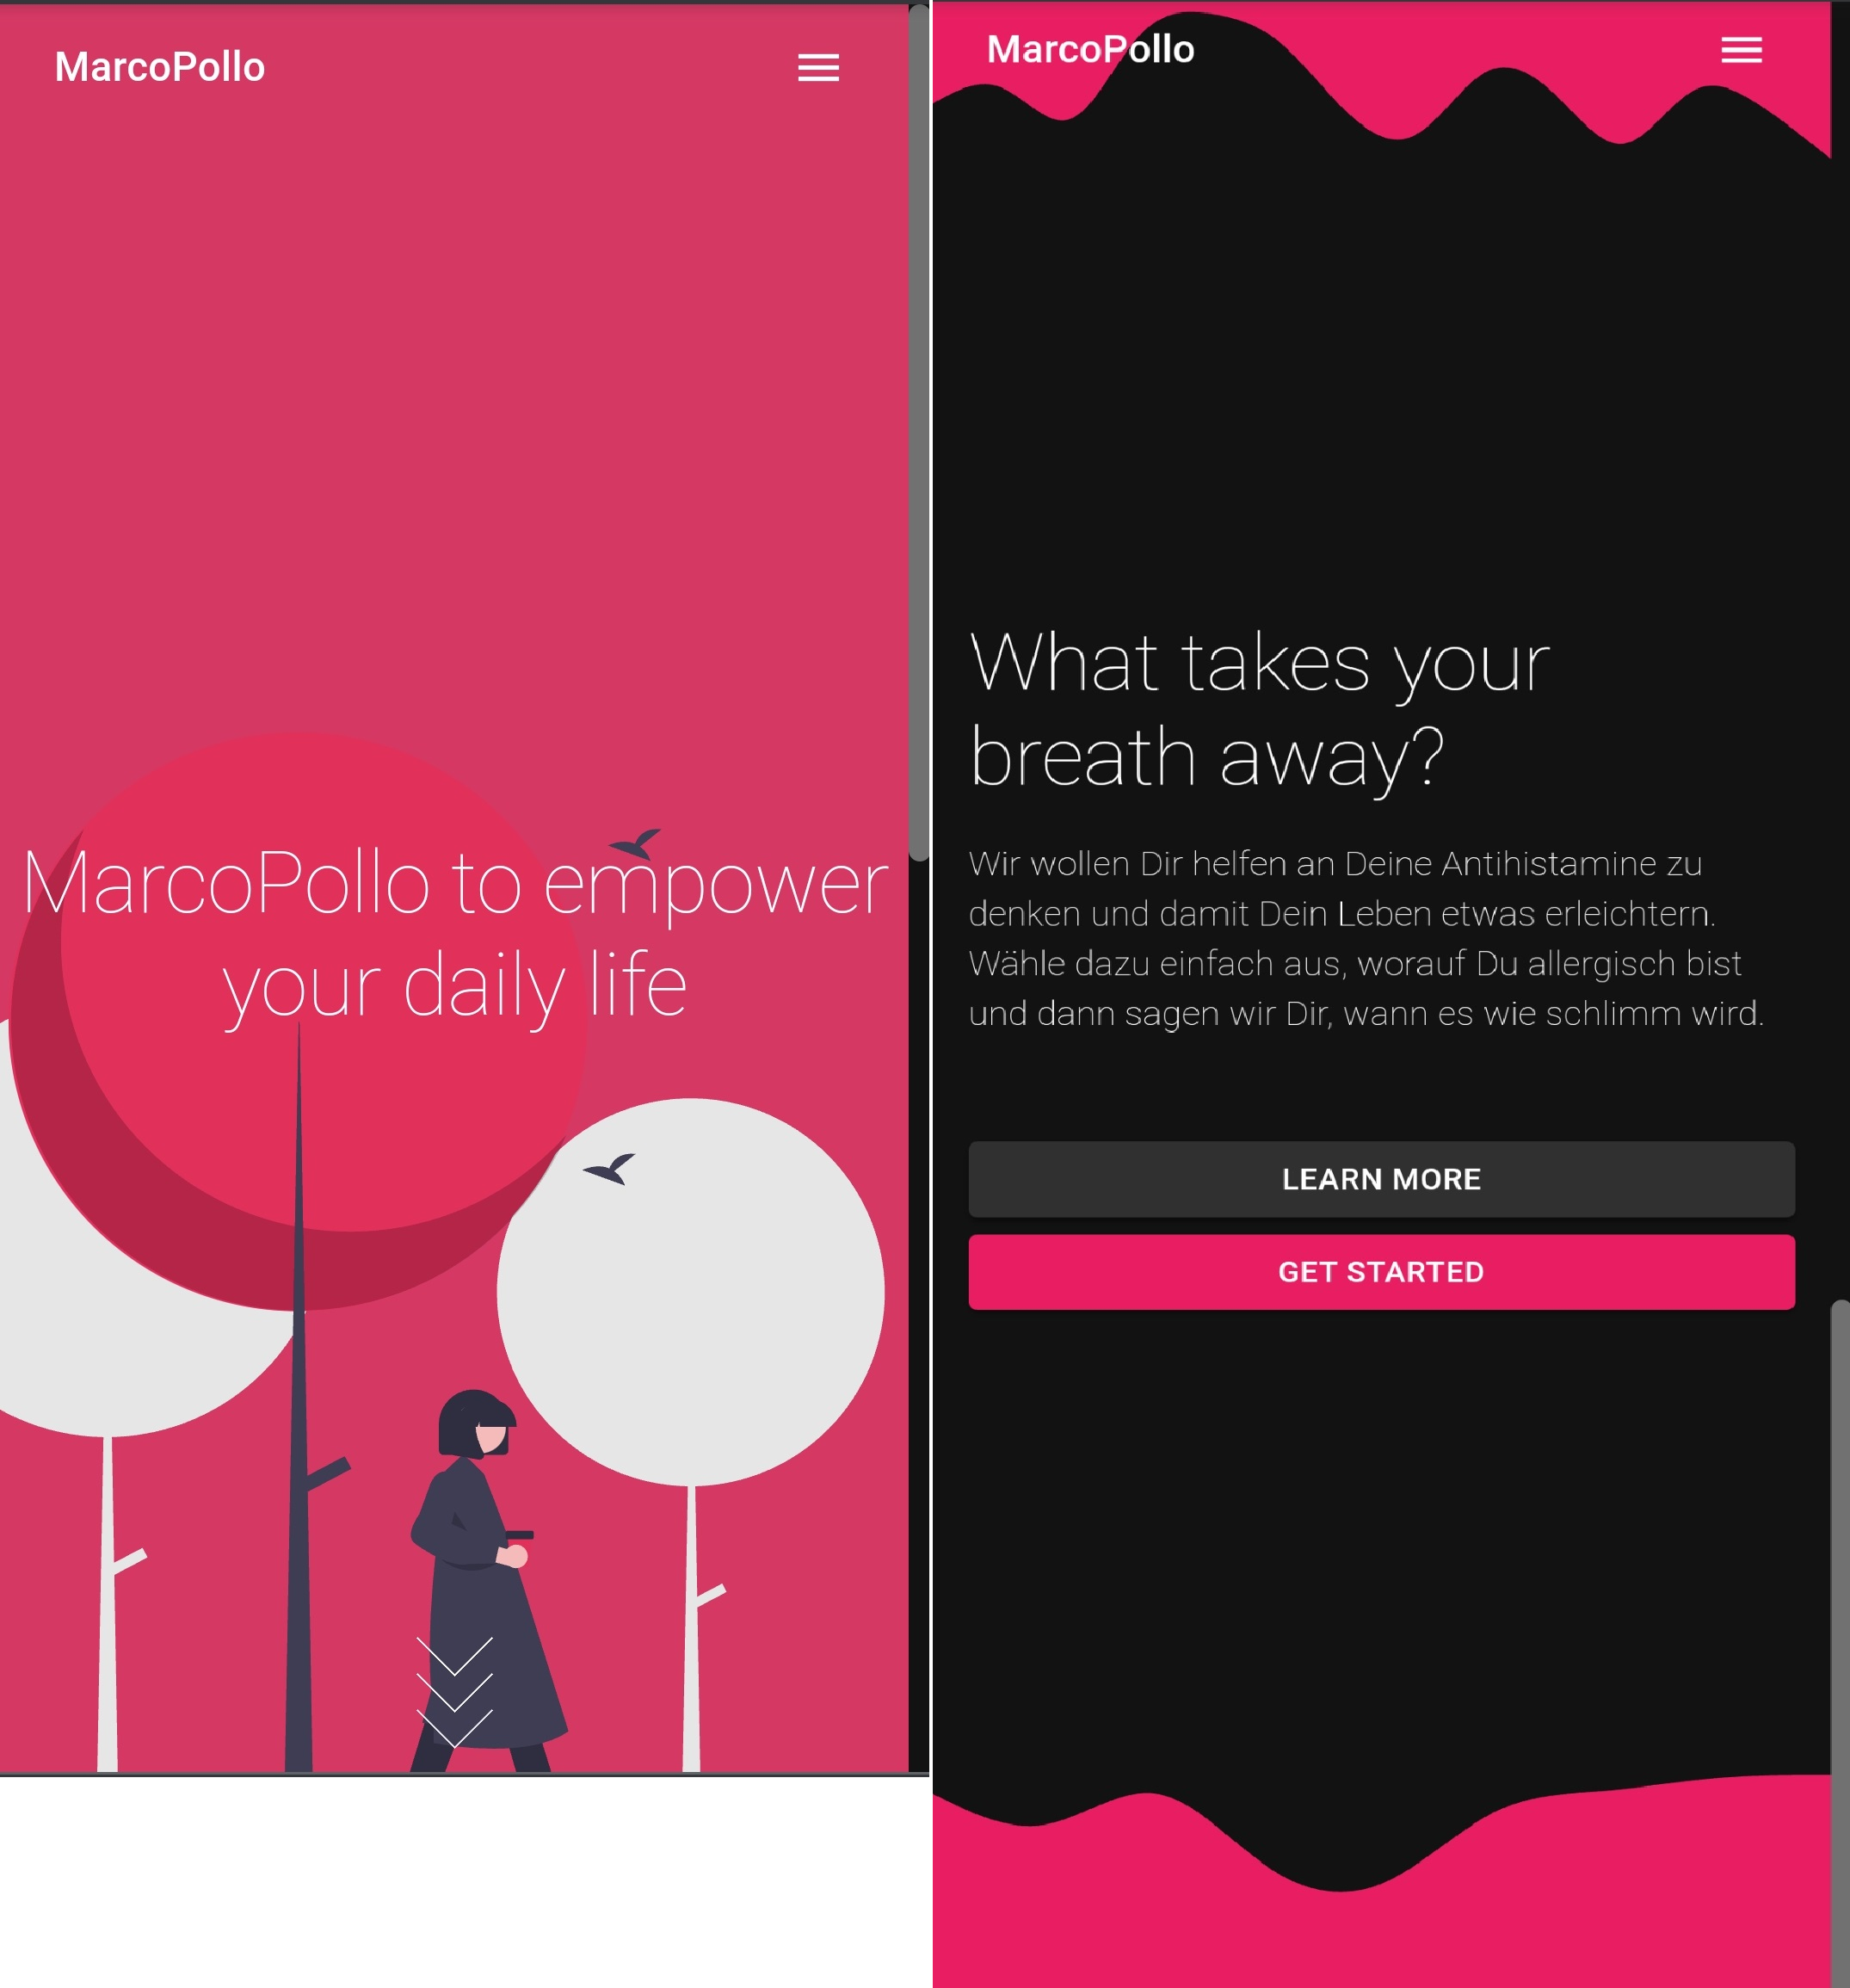 MarcoPollo
MarcoPollo to empower
your daily life
MarcoPollo
What takes your
breath away?
Wir wollen Dir helfen an Deine Antihistamine zu
denken und damit Dein Leben etwas erleichtern.
Wähle dazu einfach aus, worauf Du allergisch bist
und dann sagen wir Dir, wann es wie schlimm wird.
LEARN MORE
GET STARTED